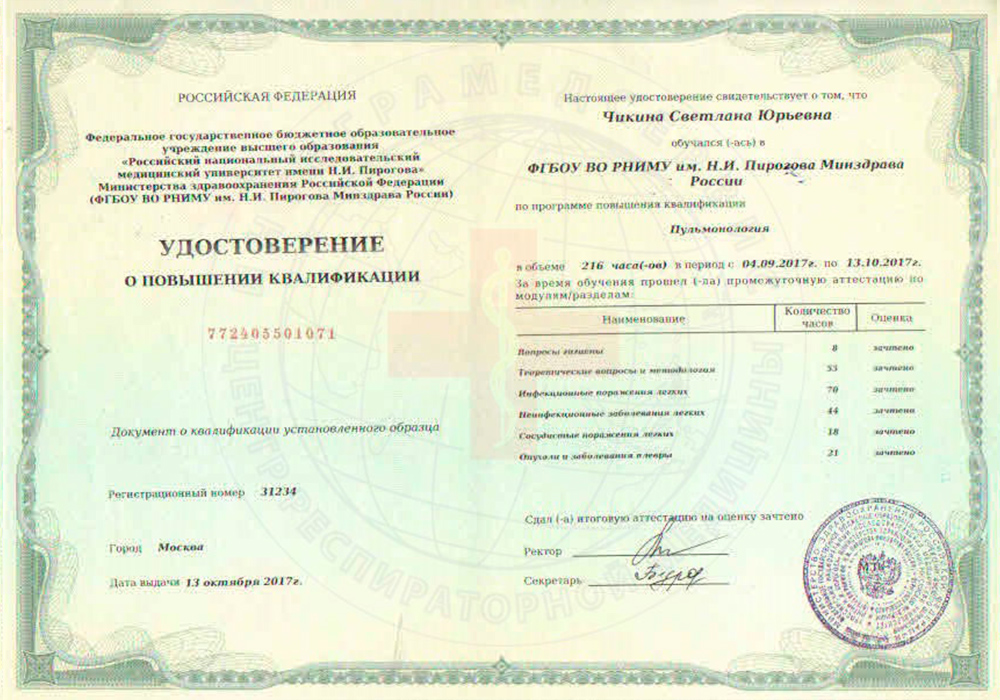 РОССИЙСКАЯ ФЕДЕРАЦИЯ
Федеральное государственное бюджетное образовательное
учреждение высшего образования
«Российский национальный исследовательский
медицинский университет имени Н.И. Пирогова»
Министерства здравоохранения Российской Федерации
(ФГБОУ ВО РНИМУ им. Н.И. Пирогова Минздрава России)
УДОСТОВЕРЕНИЕ
О ПОВЫШЕНИИ КВАЛИФИКАЦИИ
772405501071
Документ о квалификации установленного образца
Регистрационный номер 31234
Город Москва
Дата выдачи 13 октября 2017г.
Настоящее удостоверение свидетельствует о том, что
Чикина Светлана Юрьевна
обучался (-ась) в
ФГБОУ ВО РНИМУ им. Н.И. Пирогова Минздрава
России
по программе повышения квалификации
Пульмонология
в объеме 216 часа(-ов) в период с 04.09.2017г. по 13.10.2017г.
За время обучения прошел (-ла) промежуточную аттестацию по
модулям/разделам:
Наименование Количество часов Оценка
Вопросы гигиены 8 зачтено
Теоретические вопросы и методология 55 зачтено
Инфекционные поражения легких 70 зачтено
Неинфекционные заболевания легких 44 зачтено
Сосудистые поражения легких 18 зачтено
Опухоли и заболевания плевры 21 зачтено
Сдал (-а) итоговую аттестацию на оценку зачтено
Ректор
Секретарь